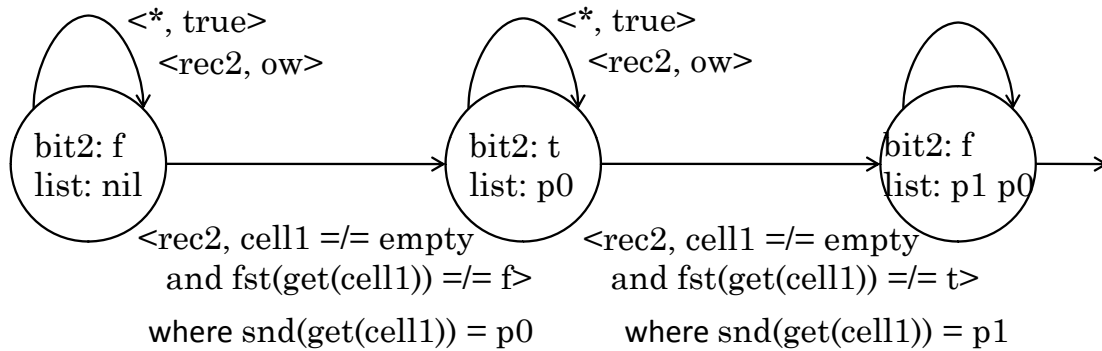 <*, true>
<rec2, ow>
<*, true>
<rec2, ow>
bit2: f
list: nil
bit2: t
list: p0
bit2: f
list: p1 p0
<rec2, cell1 =/= empty
and fst(get(cell1)) =/= f>
where snd(get(cell1)) = p0
<rec2, cell1 =/= empty
and fst(get(cell1)) =/= t>
where snd(get(cell1)) = p1